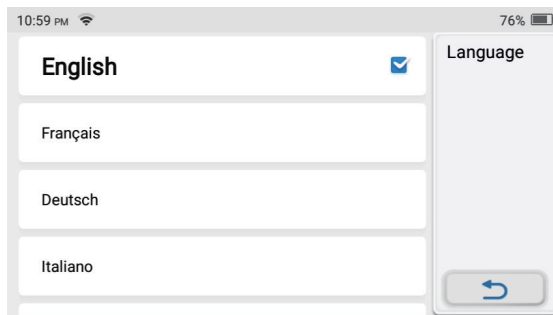 10:59 PM
76%
English
Language
Français
Deutsch
Italiano